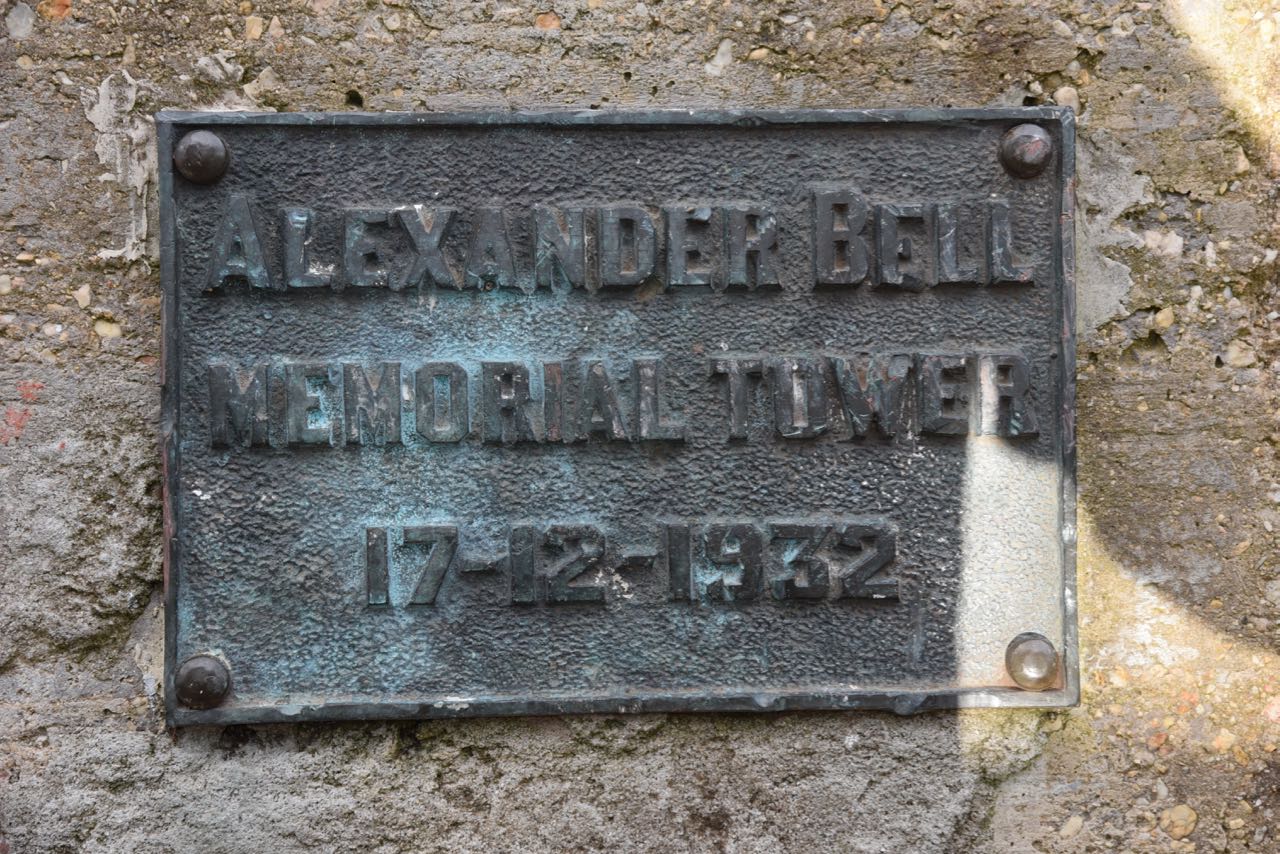 ALEXANDER BELL
MEMORIAL TOWER
17-12-1932